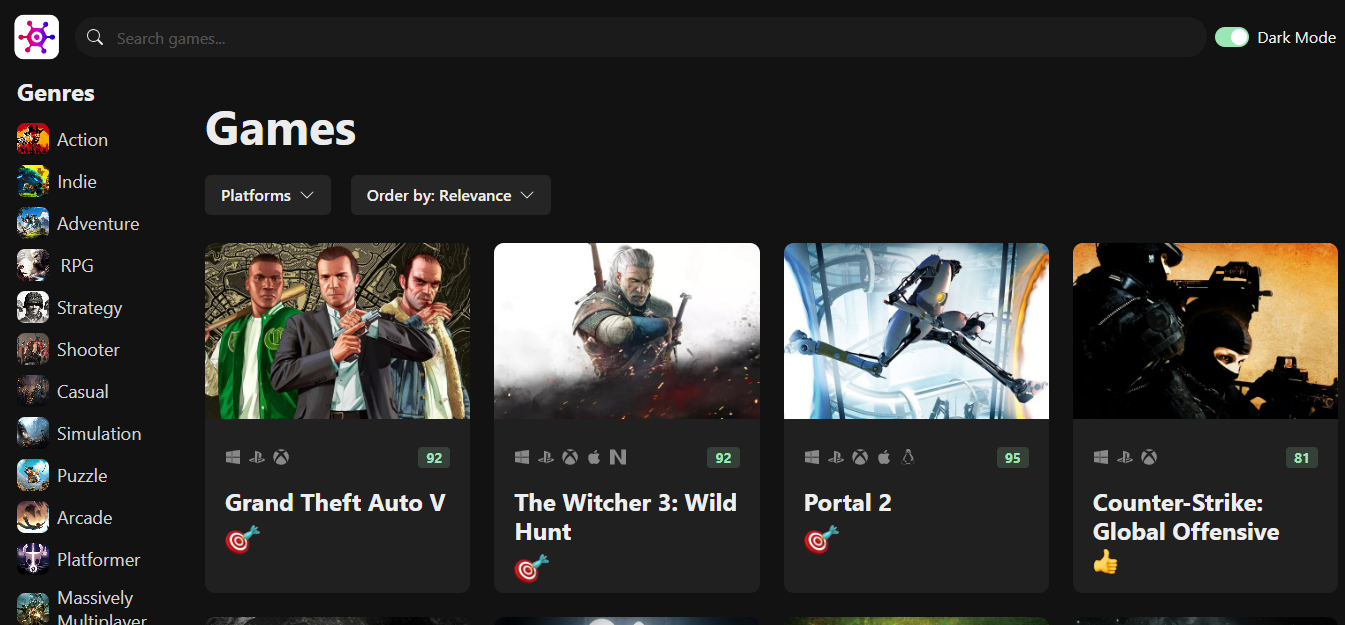 Search games...
Dark Mode
Genres
Action
Indie
Adventure
RPG
Strategy
Shooter
Casual
Simulation
Puzzle
Arcade
Platformer
Massively
Multiplayer
Games
Platforms
Order by: Relevance
92
Grand Theft Auto V
92
The Witcher 3: Wild
Hunt
95
Portal 2
81
Counter-Strike:
Global Offensive